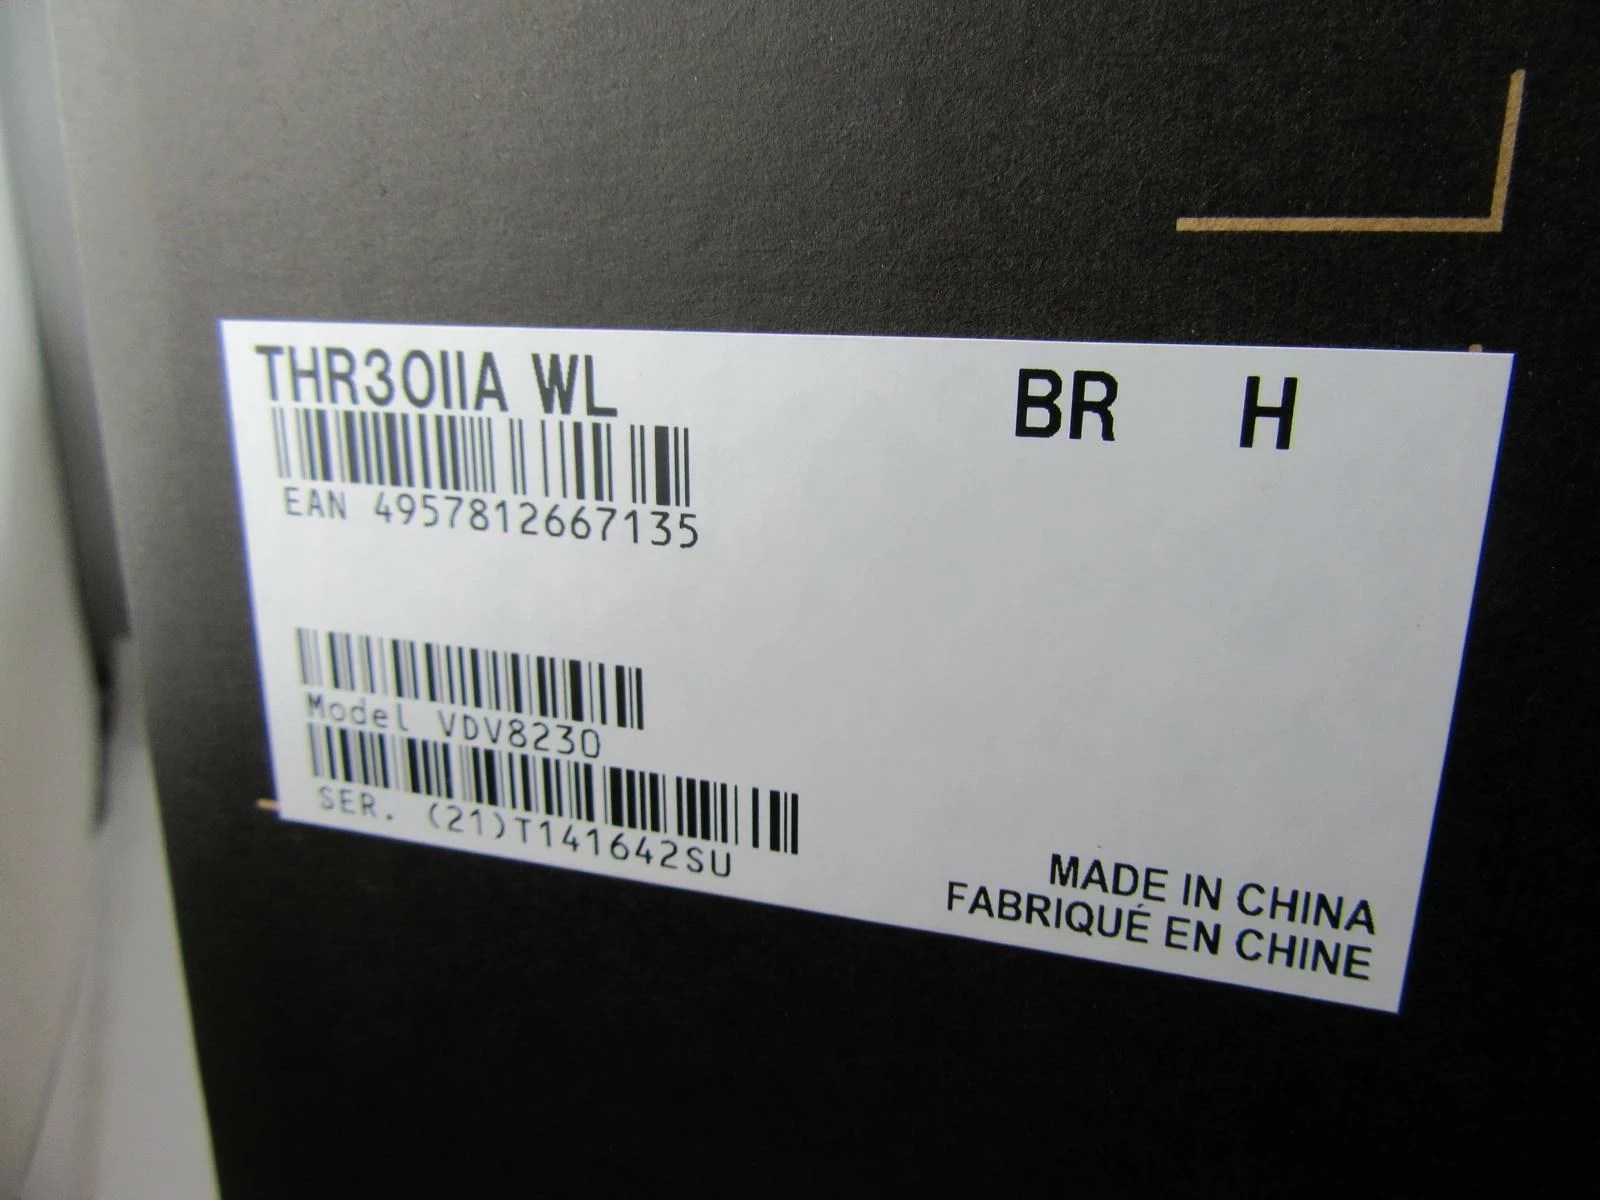 THR30IIA WL
BR H
EAN 4957812667135
Model VDV8230
SER. (21)T141642SU
MADE IN CHINA
FABRIQUÉ EN CHINE